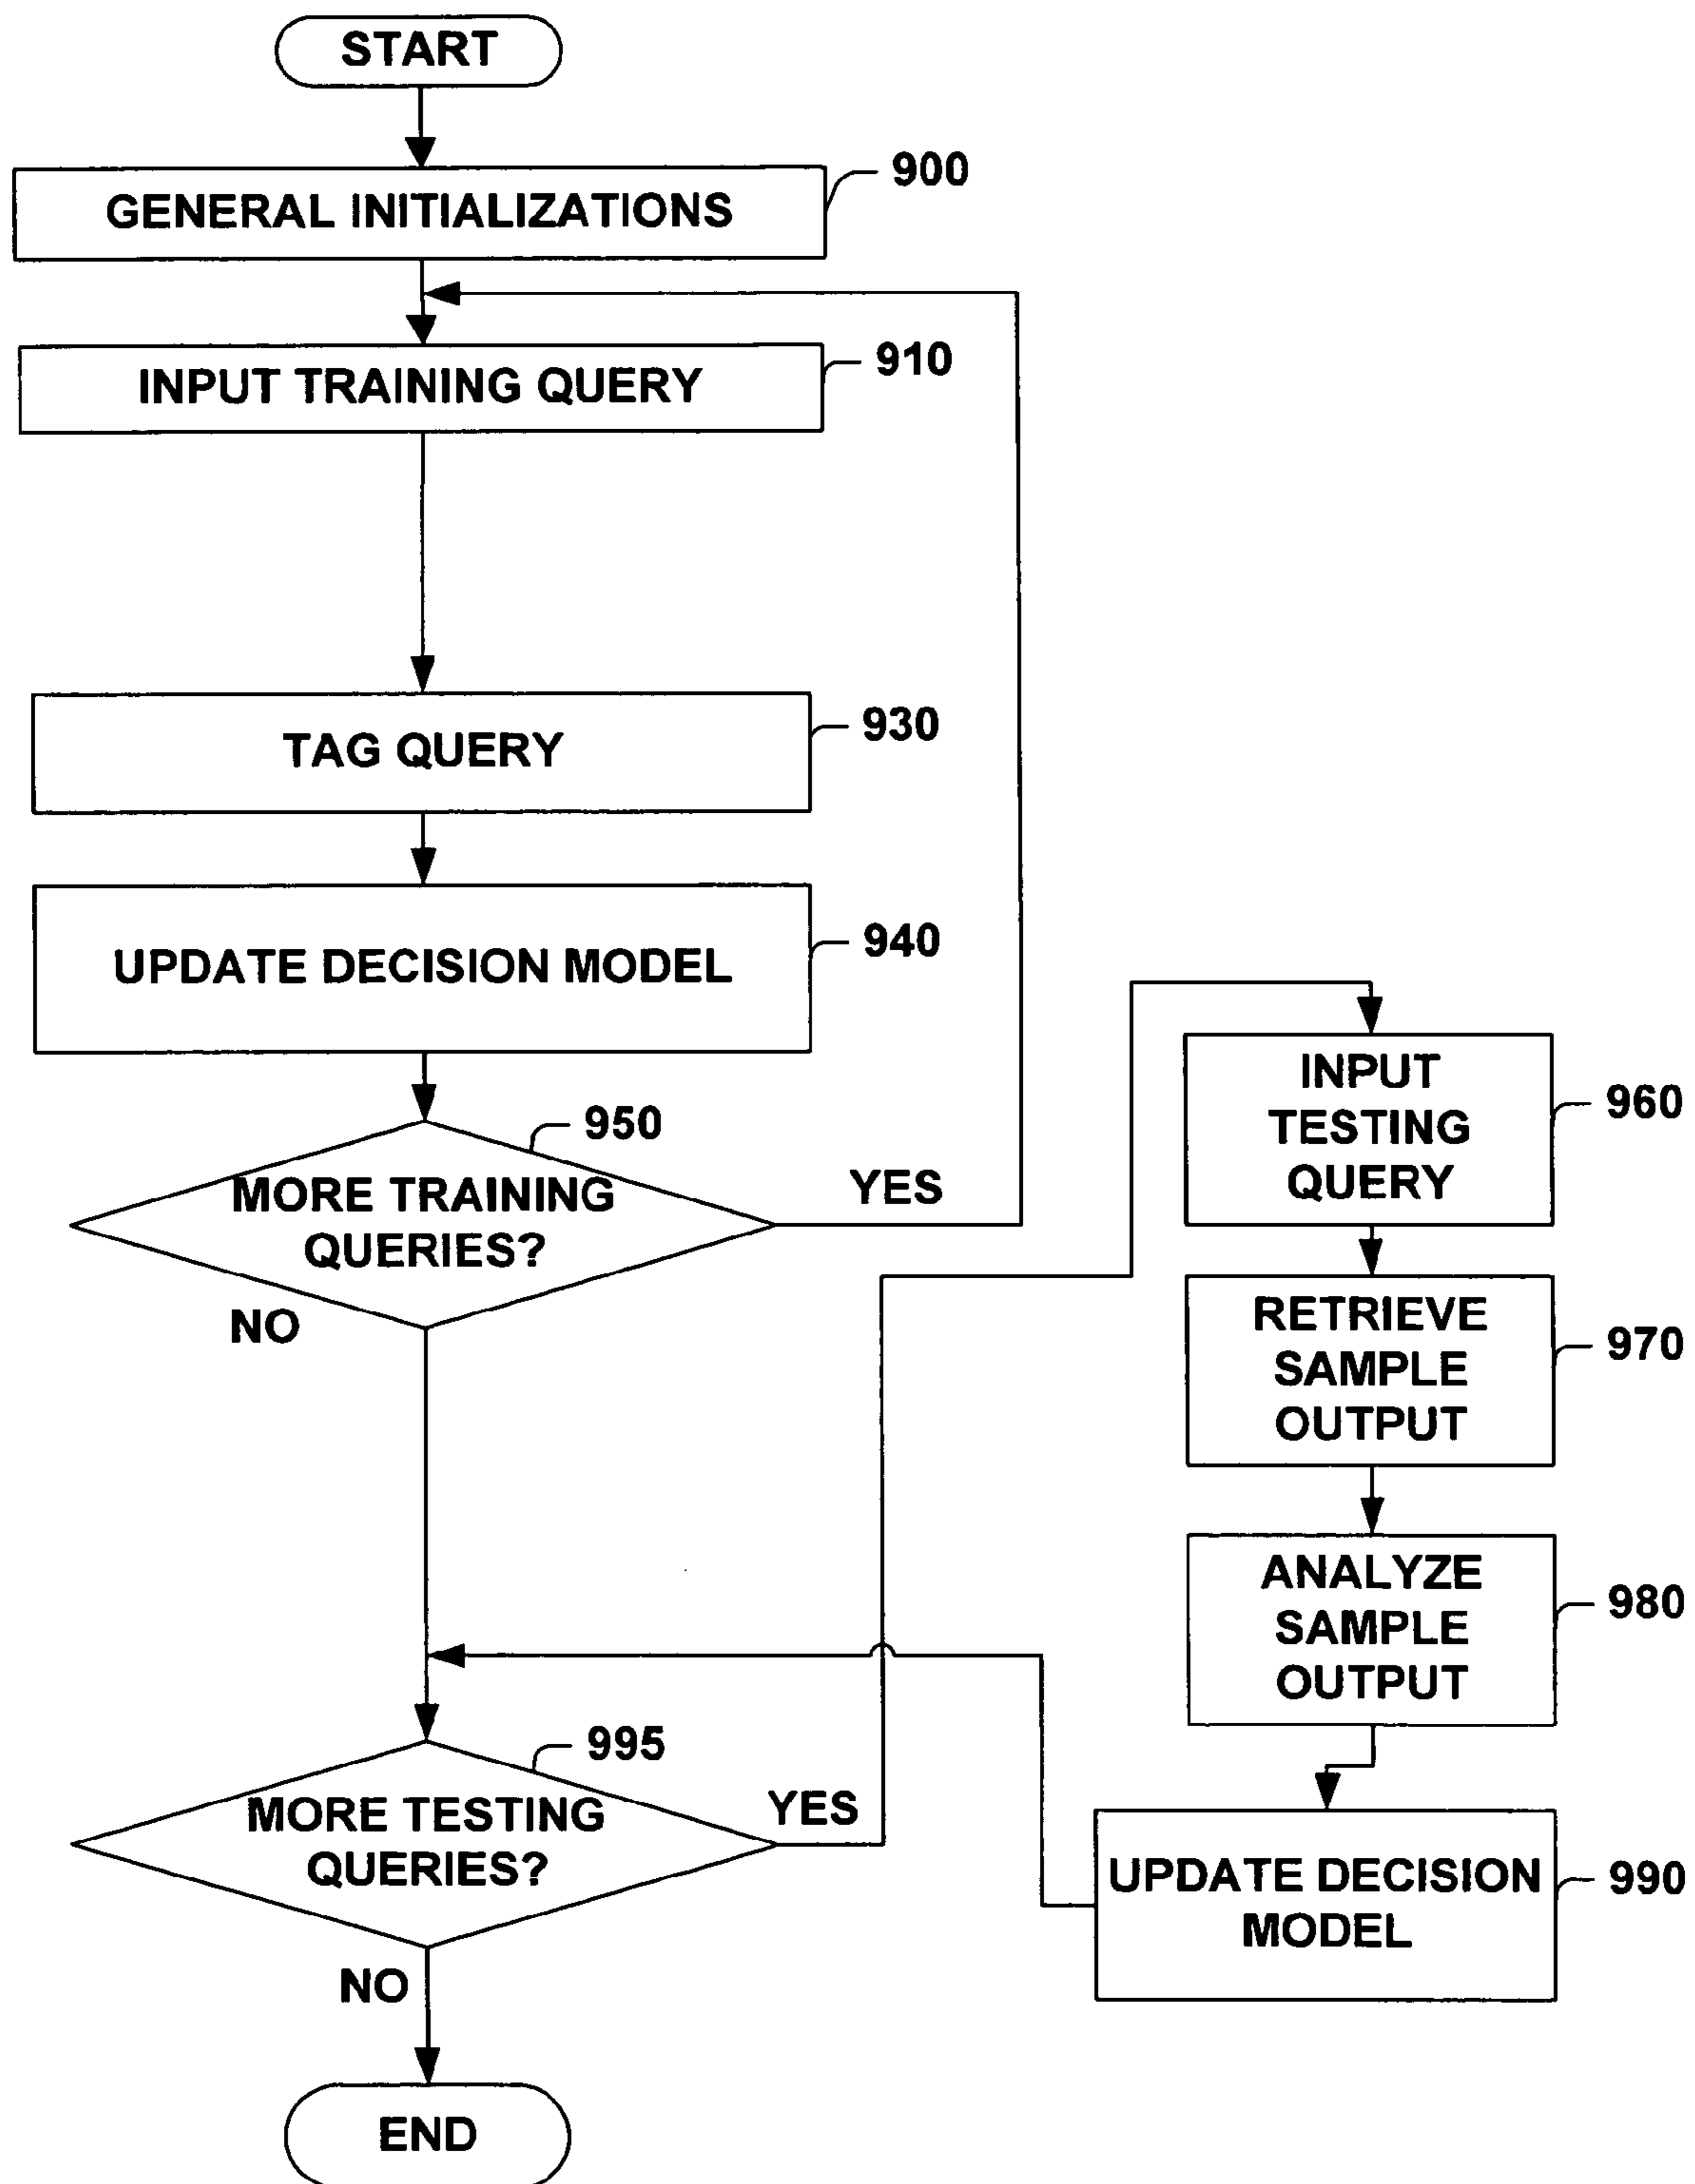 START
GENERAL INITIALIZATIONS
900
INPUT TRAINING QUERY
910
TAG QUERY
930
UPDATE DECISION MODEL
940
950
MORE TRAINING
QUERIES?
YES
NO
INPUT
TESTING
QUERY
960
RETRIEVE
SAMPLE
OUTPUT
970
ANALYZE
SAMPLE
OUTPUT
980
UPDATE DECISION
MODEL
990
995
MORE TESTING
QUERIES?
YES
NO
END